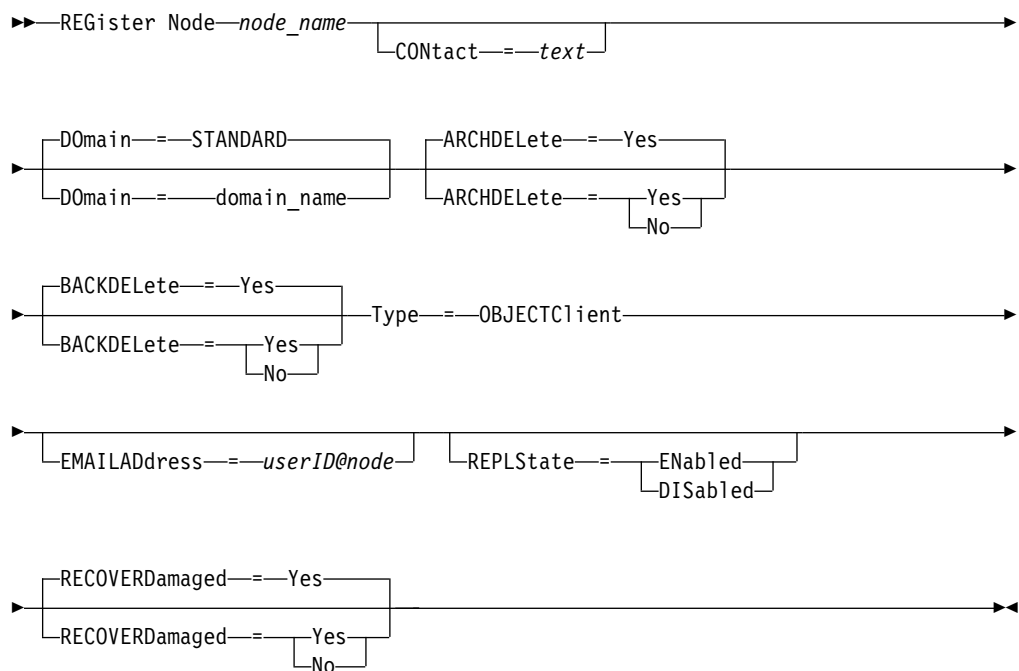 REGister Node node_name
CONtact = text
DOmain = STANDARD ARCHDELete = Yes
DOmain = domain_name ARCHDELete = Yes
No
BACKDELete = Yes
Type = OBJECTClient
BACKDELete = Yes
No
EMAILADdress = userID@node REPLState = ENabled
DISabled
RECOVERDamaged = Yes
RECOVERDamaged = Yes
No